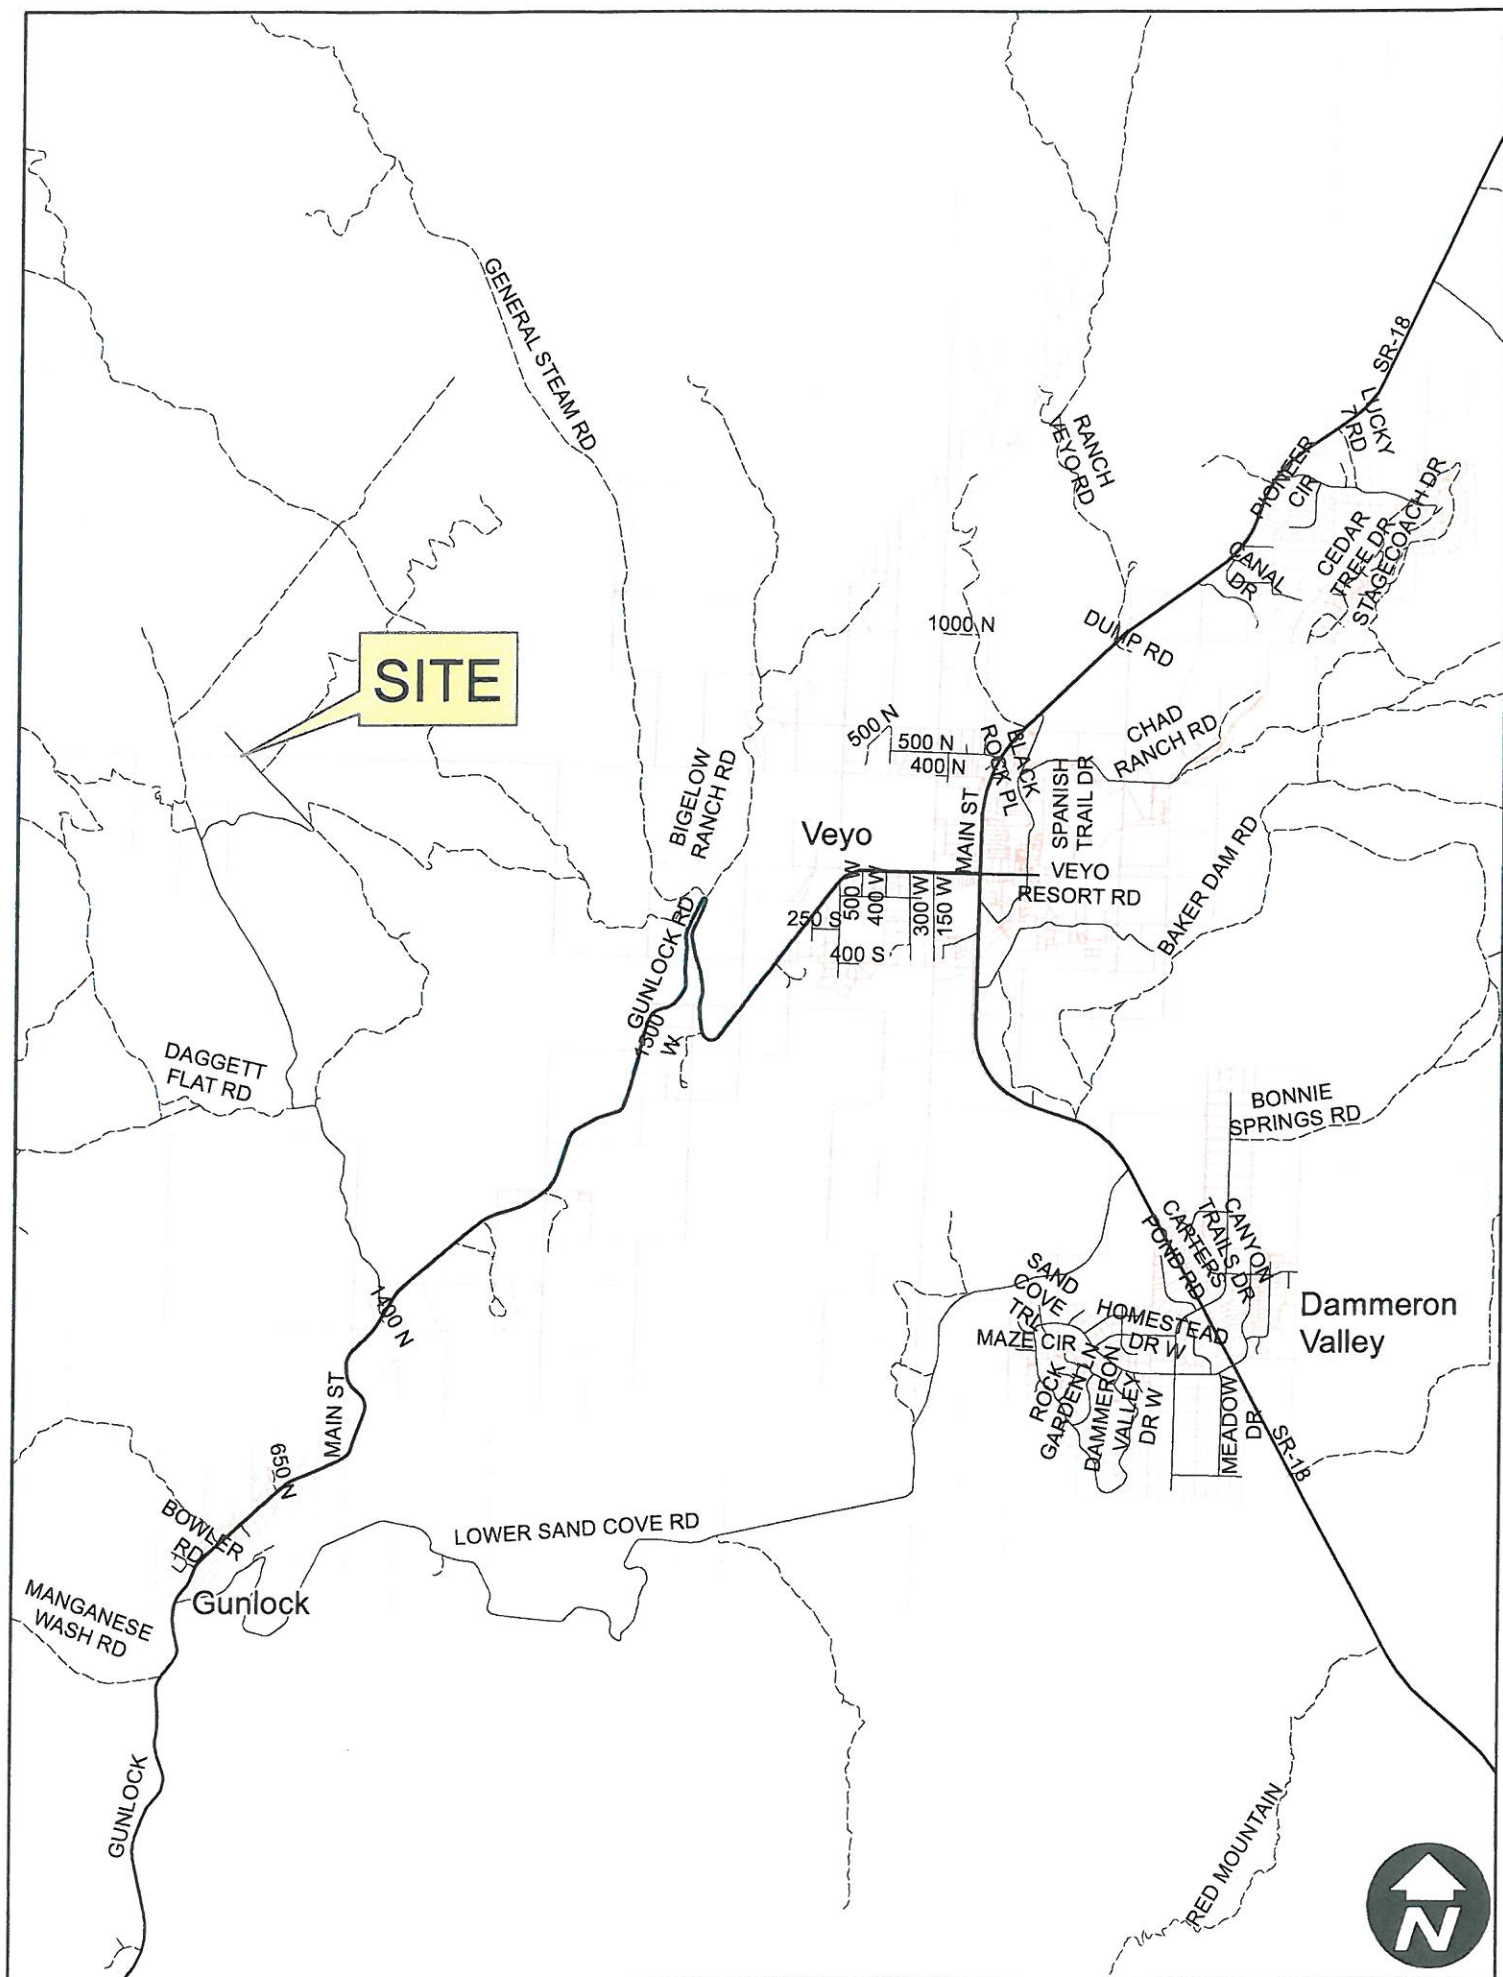 GENERAL STEAM RD
SR-18
LUCKY
7 RD
RANCH
VEYO RD
PIONEER
CIR
CEDAR
TREE DR
STAGECOACH DR
CANAL
DR
1000 N
DUMP RD
SITE
500 N
500 N
400 N
BLACK
ROCK PL
CHAD
RANCH RD
SPANISH
TRAIL DR
BIGELOW
RANCH RD
MAIN ST
Veyo
VEYO
RESORT RD
BAKER DAM RD
500 W
400 W
300 W
150 W
250 S
400 S
GUNLOCK RD
1300
W
DAGGETT
FLAT RD
BONNIE
SPRINGS RD
CANYON
TRAILS DR
CARTERS
POND RD
SAND
COVE
TRL
HOMESTEAD
DR W
MAZE CIR
Dammeron
Valley
1400 N
ROCK
GARDEN LN
DAMMERON
VALLEY
DR W
MEADOW
DR
SR-18
MAIN ST
650 N
BOWLER
RD
LOWER SAND COVE RD
Gunlock
MANGANESE
WASH RD
GUNLOCK
RED MOUNTAIN
N